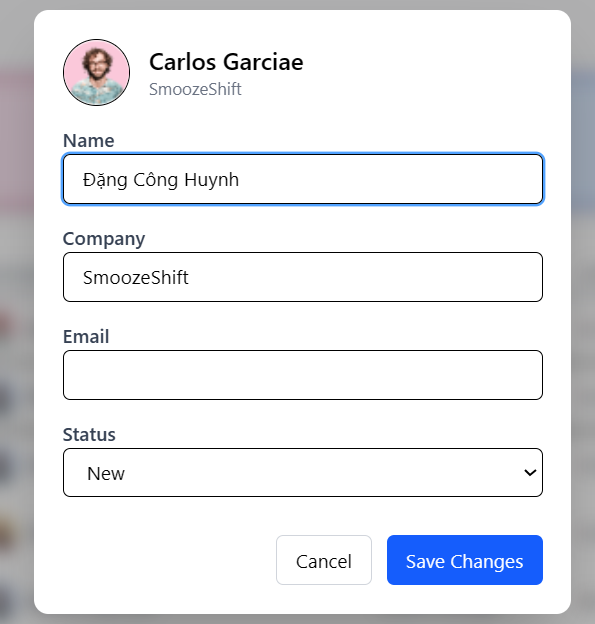 Carlos Garciae
SmoozeShift
Name
Đặng Công Huynh
Company
SmoozeShift
Email
Status
New
Cancel
Save Changes